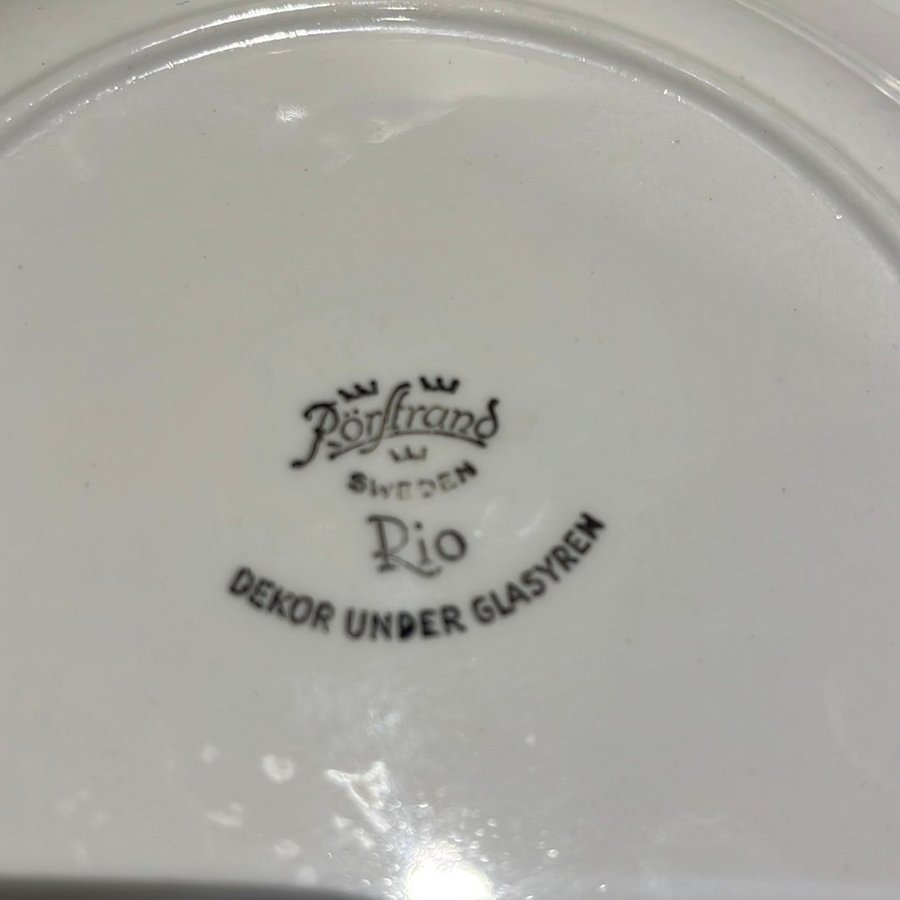 Rörstrand
SWEDEN
Rio
DEKOR UNDER GLASYREN